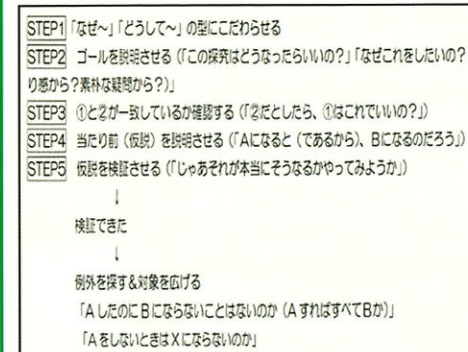 STEP1 「なぜ～」「どうして～」の型にこだわらせる
STEP2 ゴールを説明させる（「この探究はどうなったらいいの？」「なぜこれをしたいの？
り感から？素朴な疑問から？）」
STEP3 ①と②が一致しているか確認する（「②だとしたら、①はこれでいいの？」）
STEP4 当たり前（仮説）を説明させる（「Aになると（であるから）、Bになるのだろう」）
STEP5 仮説を検証させる（「じゃあそれが本当にそうなるかやってみようか」）
↓
検証できた
↓
例外を探す&対象を広げる
「AしたのにBにならないことはないのか（AすればすべてBか）」
「AをしないときはXにならないのか」